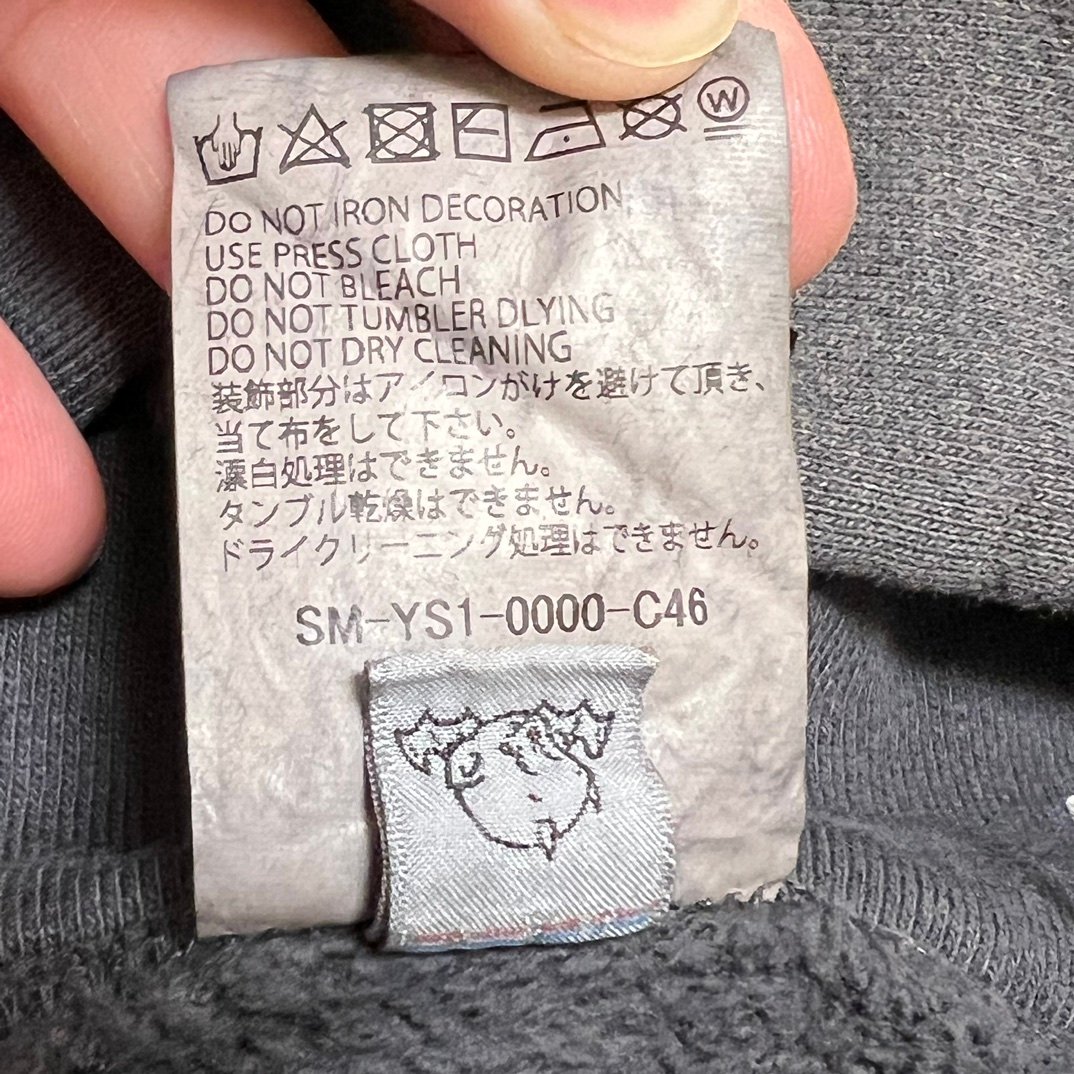 W
DO NOT IRON DECORATION
USE PRESS CLOTH
DO NOT BLEACH
DO NOT TUMBLER DLYING
DO NOT DRY CLEANING
装飾部分はアイロンがけを避けて頂き、
当て布をして下さい。
漂白処理はできません。
タンブル乾燥はできません。
ドライクリーニング処理はできません。
SM-YS1-0000-C46